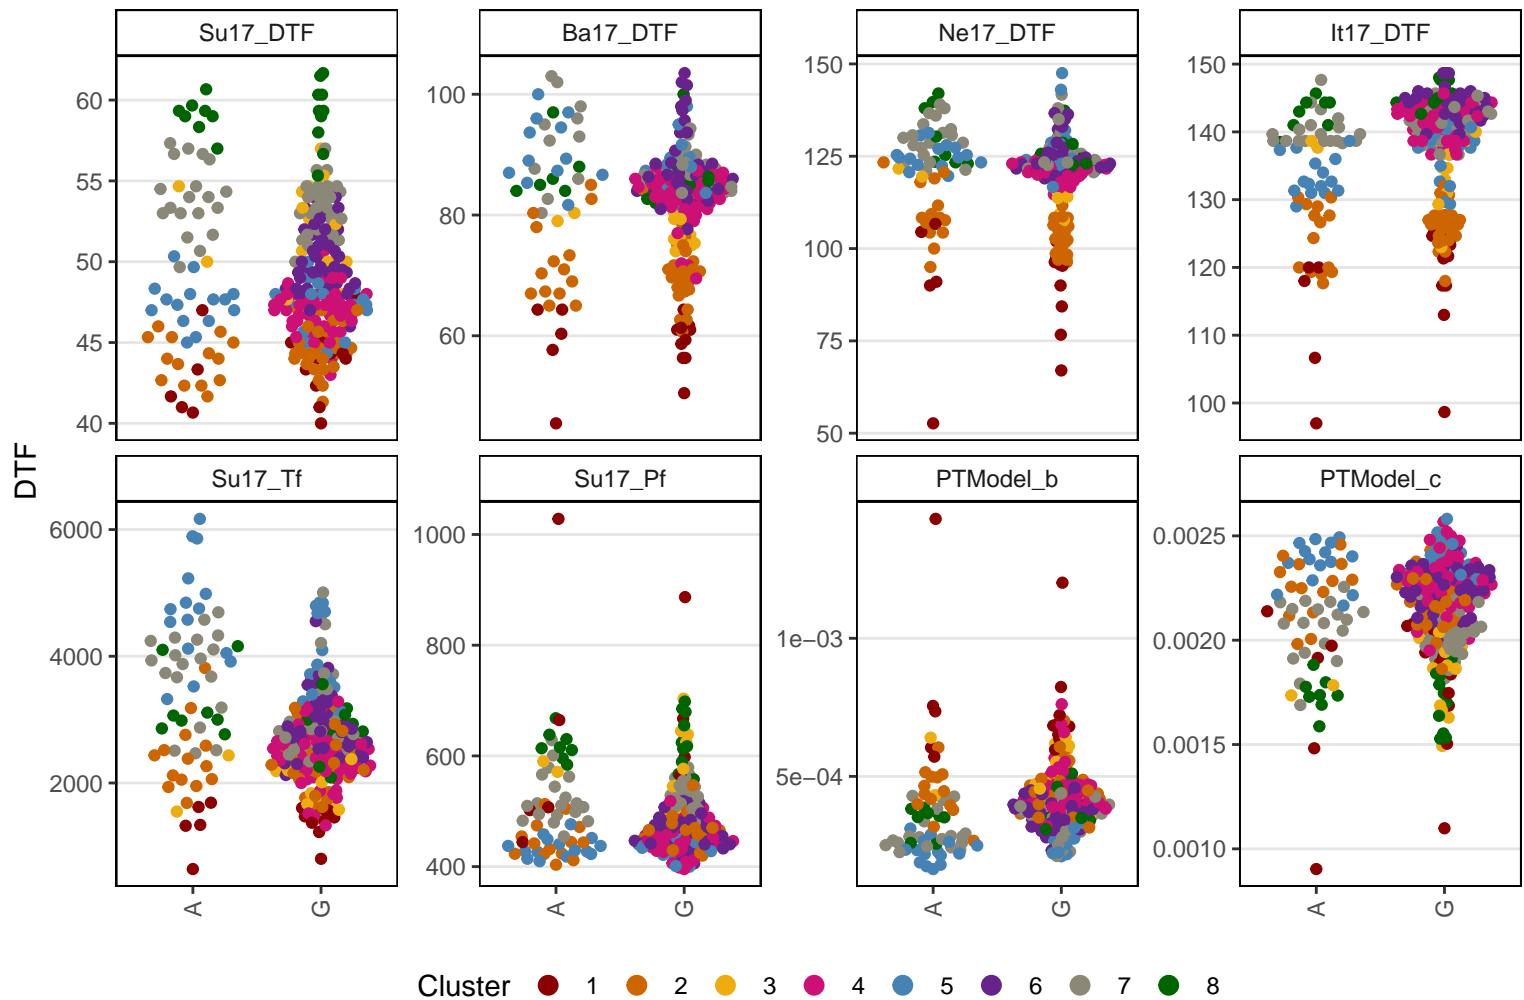 Su17_DTF Ba17_DTF Ne17_DTF It17_DTF
60 55 50 45 40
100 80 60
150 125 100 75 50
150 140 130 120 110 100
DTF
Su17_Tf Su17_Pf PTModel_b PTModel_c
6000 4000 2000
1000 800 600 400
1e−03 5e−04
0.0025 0.0020 0.0015 0.0010
A G A G A G A G
Cluster 1 2 3 4 5 6 7 8